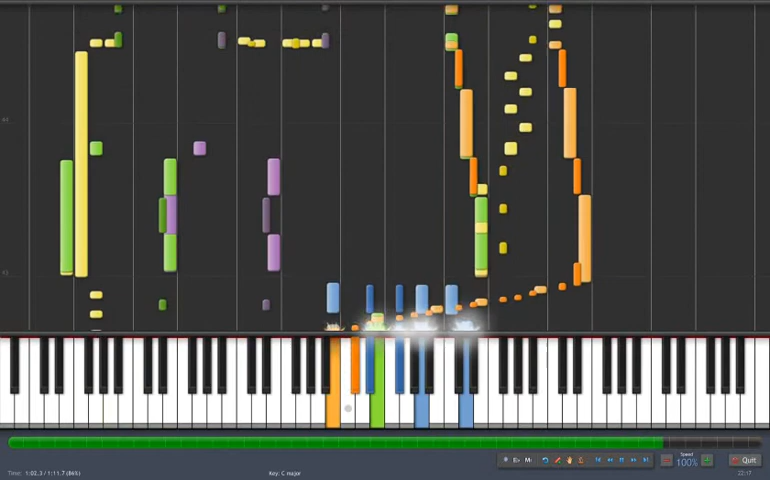 Speed
100%
Quit
Time: 1:02.3 / 1:11.7 (86%)
Key: C major
22:17